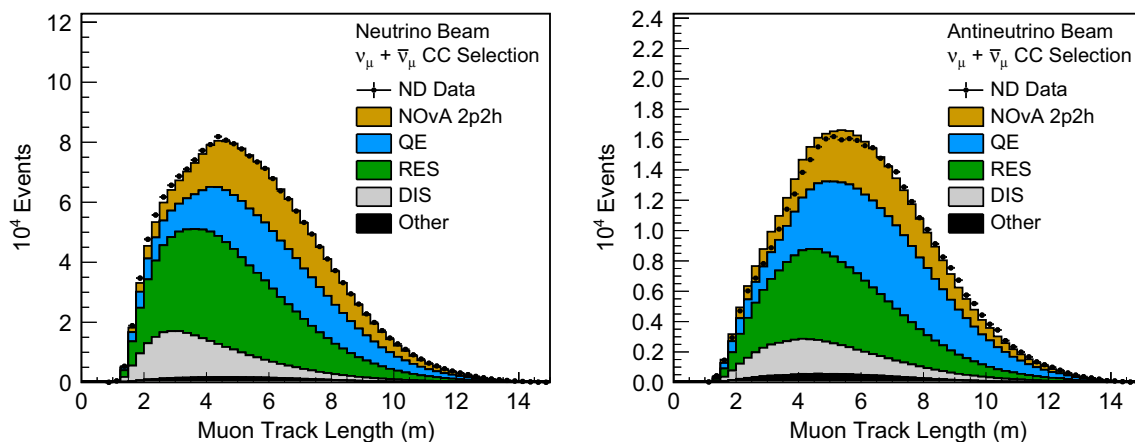 Neutrino Beam
νμ + ν̄μ CC Selection
ND Data
NOvA 2p2h
QE
RES
DIS
Other
12
10
8
6
4
2
0
10⁴ Events
0 2 4 6 8 10 12 14
Muon Track Length (m)
Antineutrino Beam
νμ + ν̄μ CC Selection
ND Data
NOvA 2p2h
QE
RES
DIS
Other
2.4
2.2
2.0
1.8
1.6
1.4
1.2
1.0
0.8
0.6
0.4
0.2
0.0
10⁴ Events
0 2 4 6 8 10 12 14
Muon Track Length (m)